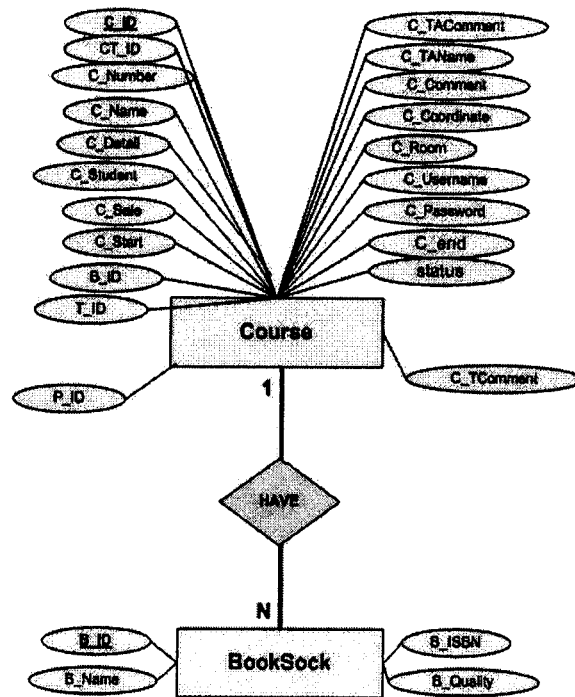 C_ID
CT_ID
C_Number
C_Name
C_Detail
C_Student
C_Sale
C_Start
B_ID
T_ID
C_TAComment
C_TAName
C_Comment
C_Coordinate
C_Room
C_Username
C_Password
C_end
status
Course
P_ID
C_TComment
1
HAVE
N
B_ID
B_Name
BookSock
B_ISBN
B_Quality